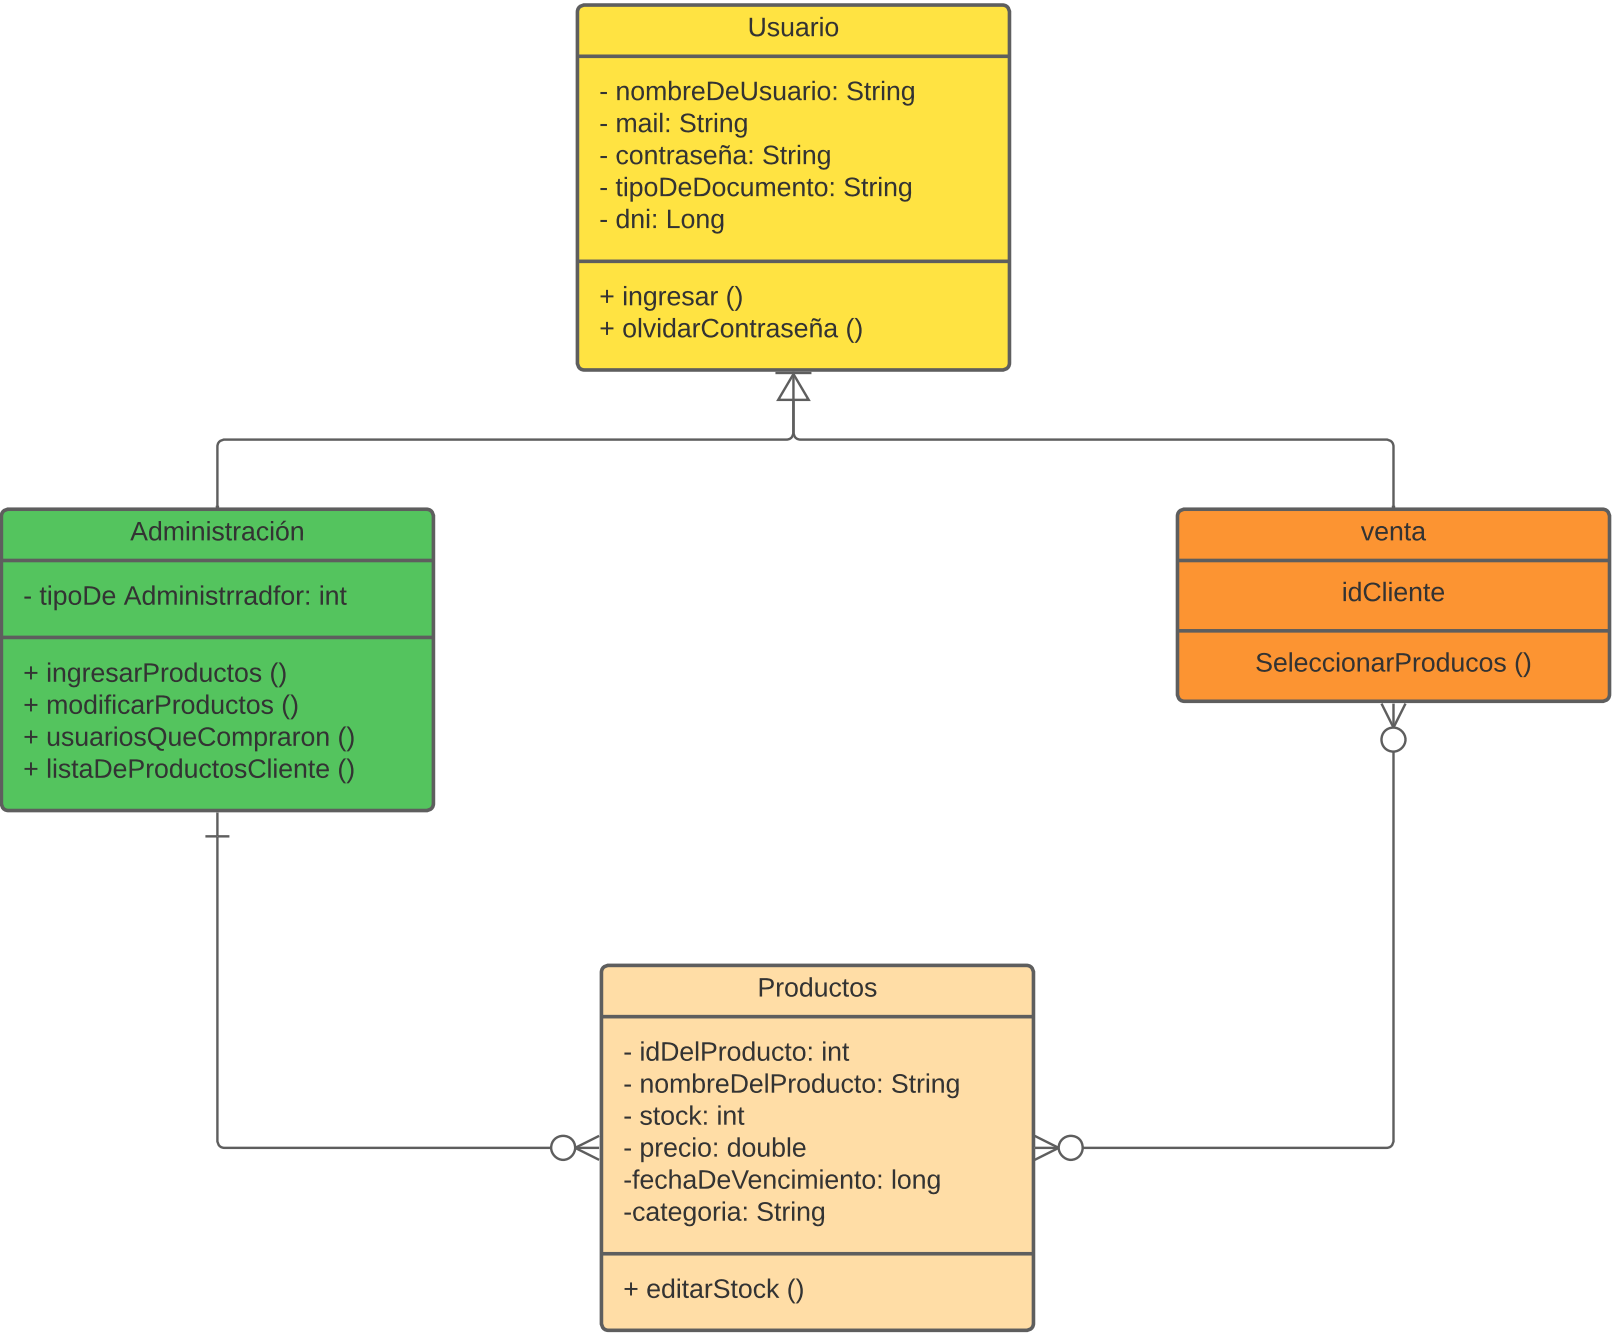 Usuario
- nombreDeUsuario: String
- mail: String
- contraseña: String
- tipoDeDocumento: String
- dni: Long
+ ingresar ()
+ olvidarContraseña ()
Administración
- tipoDe Administrradfor: int
+ ingresarProductos ()
+ modificarProductos ()
+ usuariosQueCompraron ()
+ listaDeProductosCliente ()
venta
idCliente
SeleccionarProducos ()
Productos
- idDelProducto: int
- nombreDelProducto: String
- stock: int
- precio: double
-fechaDeVencimiento: long
-categoria: String
+ editarStock ()